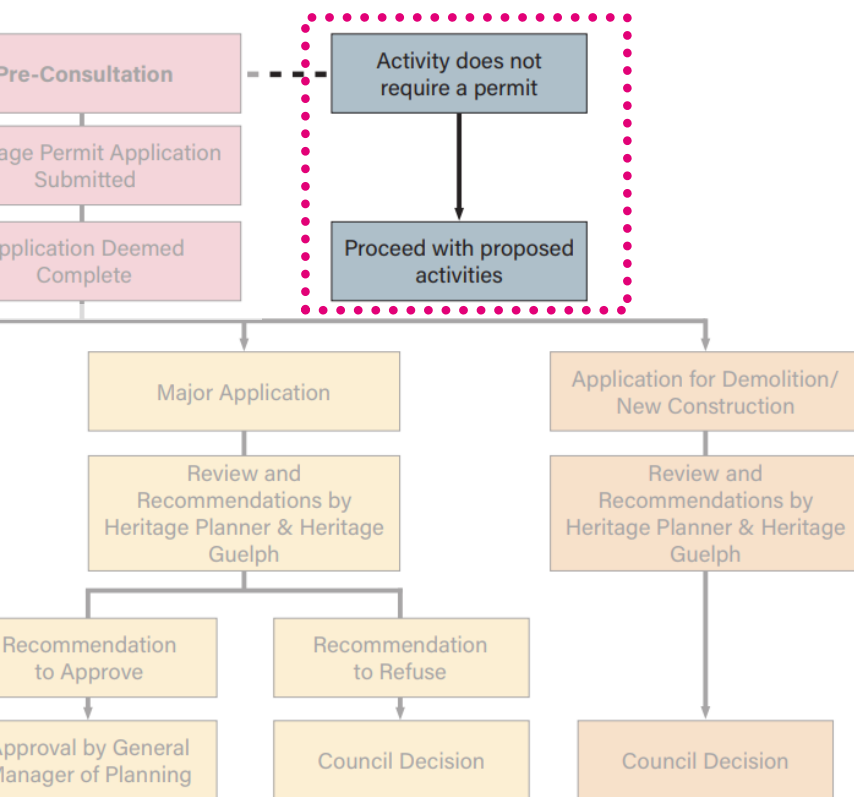 Pre-Consultation
Activity does not
require a permit
age Permit Application
Submitted
pplication Deemed
Complete
Proceed with proposed
activities
Major Application
Application for Demolition/
New Construction
Review and
Recommendations by
Heritage Planner & Heritage
Guelph
Review and
Recommendations by
Heritage Planner & Heritage
Guelph
Recommendation
to Approve
Recommendation
to Refuse
Approval by General
Manager of Planning
Council Decision
Council Decision